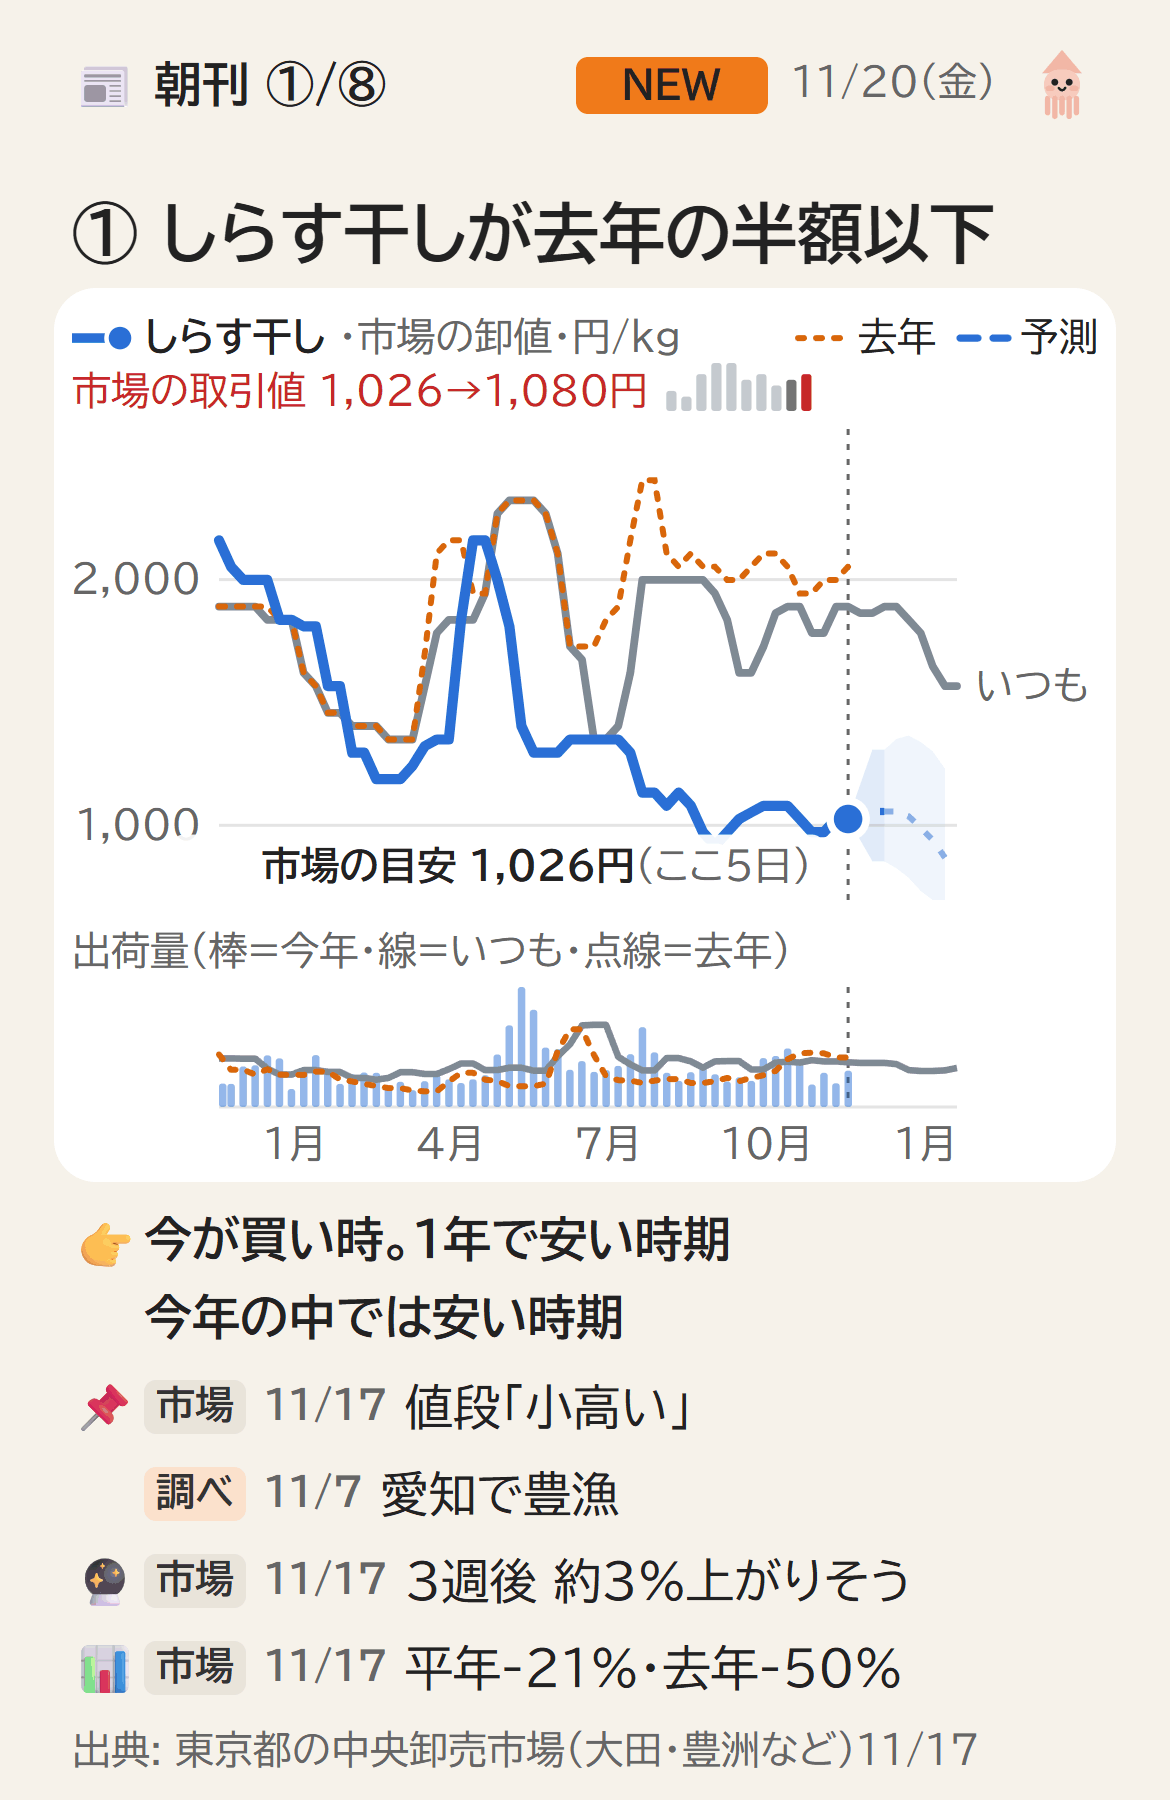 朝刊 ①/⑧
NEW
11/20(金)
① しらす干しが去年の半額以下
しらす干し ・市場の卸値・円/kg
去年
予測
市場の取引値 1,026→1,080円
2,000
いつも
1,000
市場の目安 1,026円(ここ5日)
出荷量(棒=今年・線=いつも・点線=去年)
1月 4月 7月 10月 1月
今が買い時。1年で安い時期
今年の中では安い時期
市場 11/17 値段「小高い」
調べ 11/7 愛知で豊漁
市場 11/17 3週後 約3%上がりそう
市場 11/17 平年-21%・去年-50%
出典: 東京都の中央卸売市場(大田・豊洲など)11/17